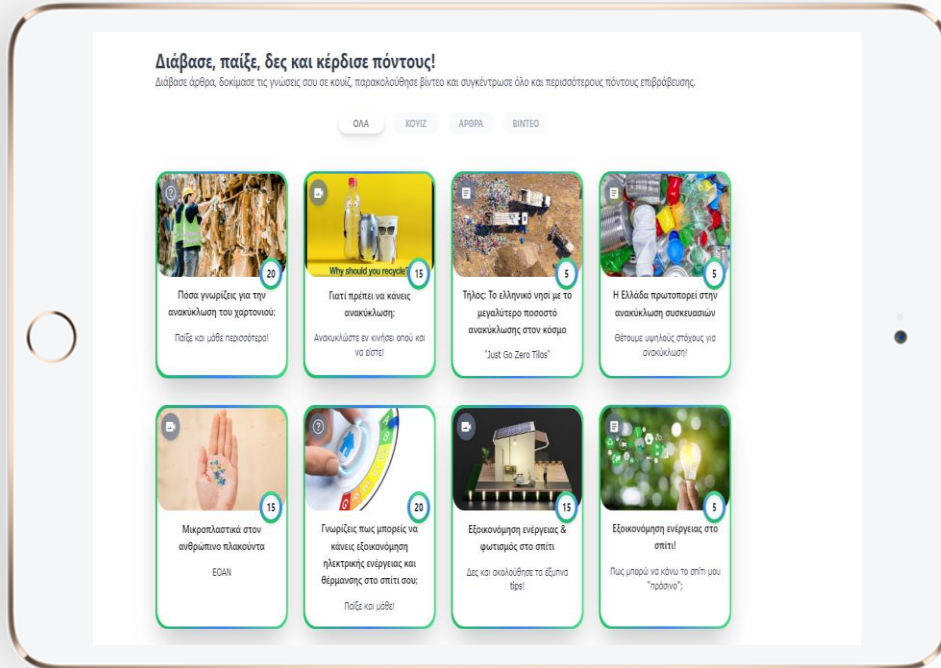 Διάβασε, παίξε, δες και κέρδισε πόντους!
Διάβασε άρθρα, δοκίμασε τις γνώσεις σου σε κουίζ, παρακολούθησε βίντεο και συγκέντρωσε όλο και περισσότερους πόντους επιβράβευσης.
ΟΛΑ ΚΟΥΙΖ ΑΡΘΡΑ ΒΙΝΤΕΟ
20
Πόσα γνωρίζεις για την
ανακύκλωση του χαρτονιού;
Παίξε και μάθε περισσότερα!
Why should you recycle?
15
Γιατί πρέπει να κάνεις
ανακύκλωση;
Ανακυκλώστε εν κινήσει οπού και
να είστε!
5
Τήλος: Το ελληνικό νησί με το
μεγαλύτερο ποσοστό
ανακύκλωσης στον κόσμο
"Just Go Zero Tilos"
5
Η Ελλάδα πρωτοπορεί στην
ανακύκλωση συσκευασιών
Θέτουμε υψηλούς στόχους για
ανακύκλωση!
15
Μικροπλαστικά στον
ανθρώπινο πλακούντα
ΕΟΑΝ
20
Γνωρίζεις πως μπορείς να
κάνεις εξοικονόμηση
ηλεκτρικής ενέργειας και
θέρμανσης στο σπίτι σου;
Παίξε και μάθε!
15
Εξοικονόμηση ενέργειας &
φωτισμός στο σπίτι
Δες και ακολούθησε τα έξυπνα
tips!
5
Εξοικονόμηση ενέργειας στο
σπίτι!
Πως μπορώ να κάνω το σπίτι μου
"πράσινο";